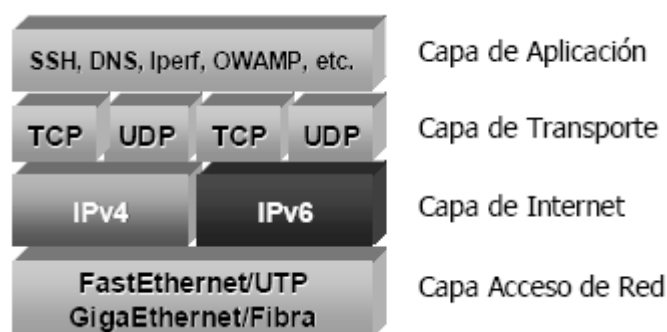 SSH, DNS, Iperf, OWAMP, etc. Capa de Aplicación
TCP UDP TCP UDP Capa de Transporte
IPv4 IPv6 Capa de Internet
FastEthernet/UTP
GigaEthernet/Fibra Capa Acceso de Red